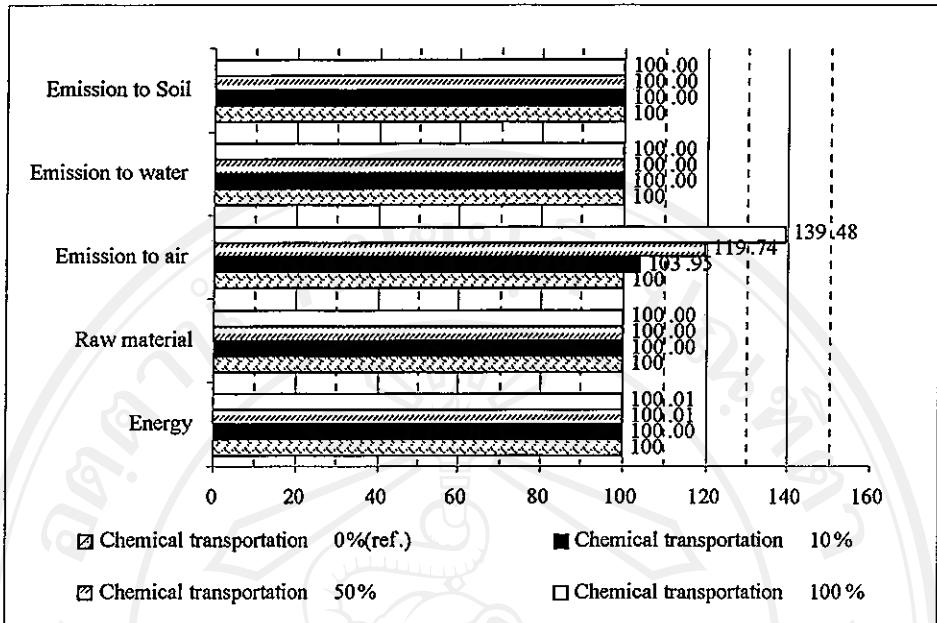 Emission to Soil
100.00
100.00
100.00
100
Emission to water
100.00
100.00
100.00
100
Emission to air
139.48
119.74
103.95
100
Raw material
100.00
100.00
100.00
100
Energy
100.01
100.01
100.00
100
0 20 40 60 80 100 120 140 160
Chemical transportation 0%(ref.) Chemical transportation 10%
Chemical transportation 50% Chemical transportation 100%